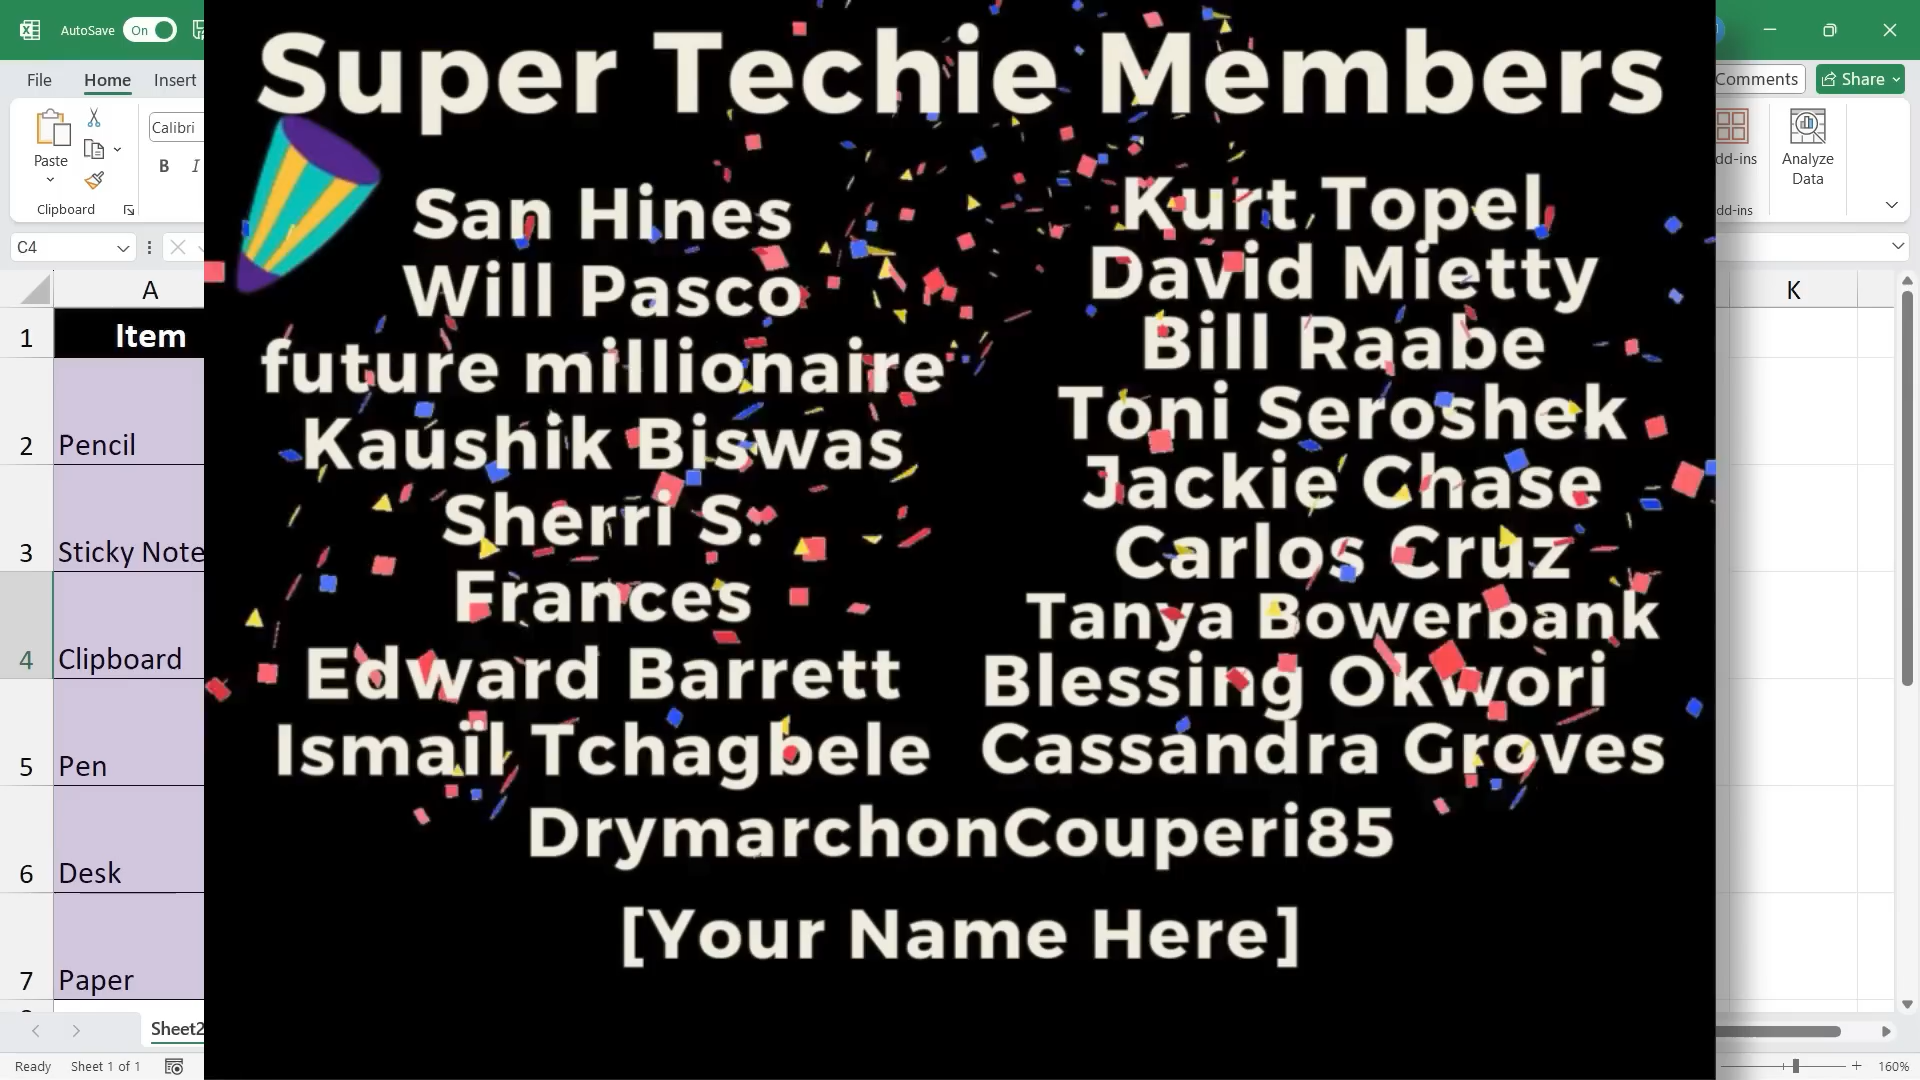 AutoSave On
File Home Insert
Comments Share
Paste
Calibri
B I
Clipboard
Analyze
Data
C4
A
K
1 Item
2 Pencil
3 Sticky Note
4 Clipboard
5 Pen
6 Desk
7 Paper
Sheet2
Ready Sheet 1 of 1
160%
Super Techie Members
San Hines
Will Pasco
future millionaire
Kaushik Biswas
Sherri S.
Frances
Edward Barrett
Ismaïl Tchagbele
Kurt Topel
David Mietty
Bill Raabe
Toni Seroshek
Jackie Chase
Carlos Cruz
Tanya Bowerbank
Blessing Okwori
Cassandra Groves
DrymarchonCouperi85
[Your Name Here]